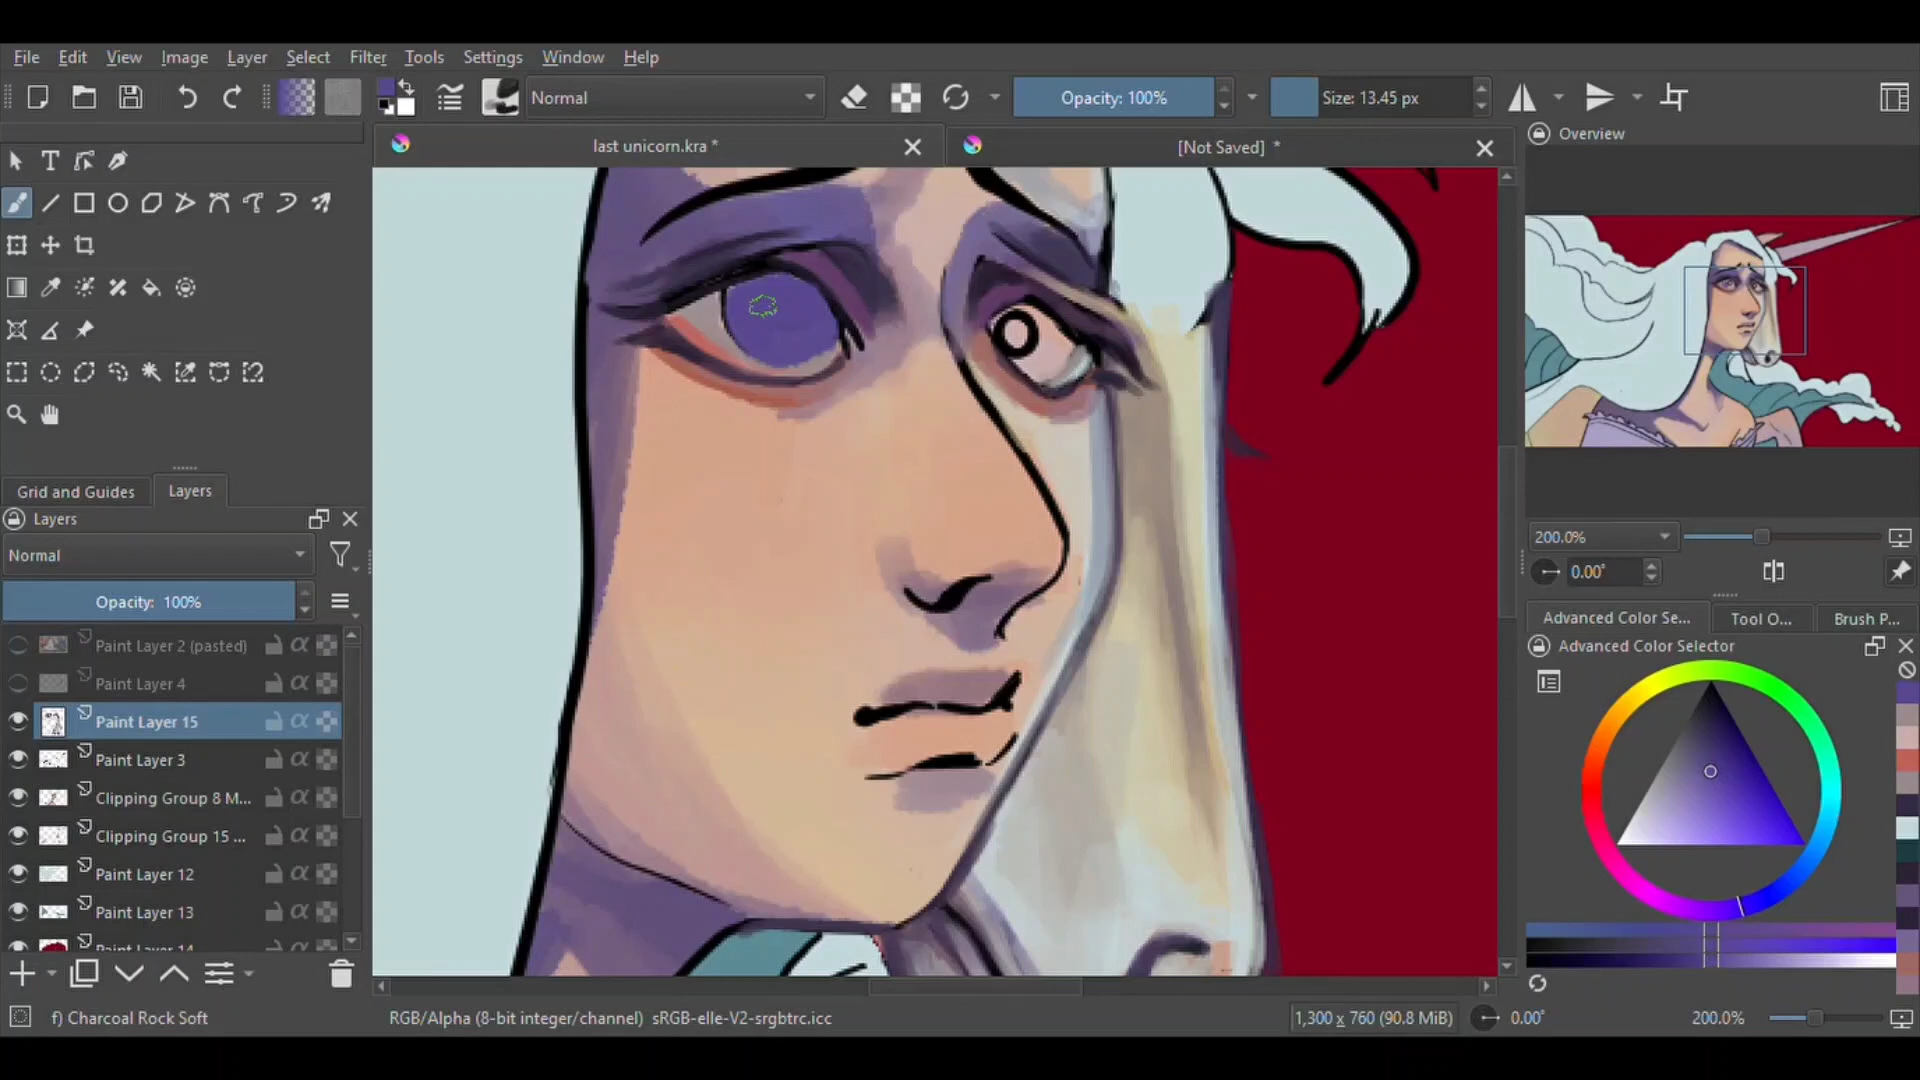 File Edit View Image Layer Select Filter Tools Settings Window Help
Normal Opacity: 100% Size: 13.45 px
last unicorn.kra * [Not Saved] *
Overview
Grid and Guides Layers
Layers
Normal
Opacity: 100%
Paint Layer 2 (pasted)
Paint Layer 4
Paint Layer 15
Paint Layer 3
Clipping Group 8 M...
Clipping Group 15 ...
Paint Layer 12
Paint Layer 13
Paint Layer 14
200.0%
0.00°
Advanced Color Se... Tool O... Brush P...
Advanced Color Selector
f) Charcoal Rock Soft RGB/Alpha (8-bit integer/channel) sRGB-elle-V2-srgbtrc.icc 1,300 x 760 (90.8 MiB) 0.00° 200.0%